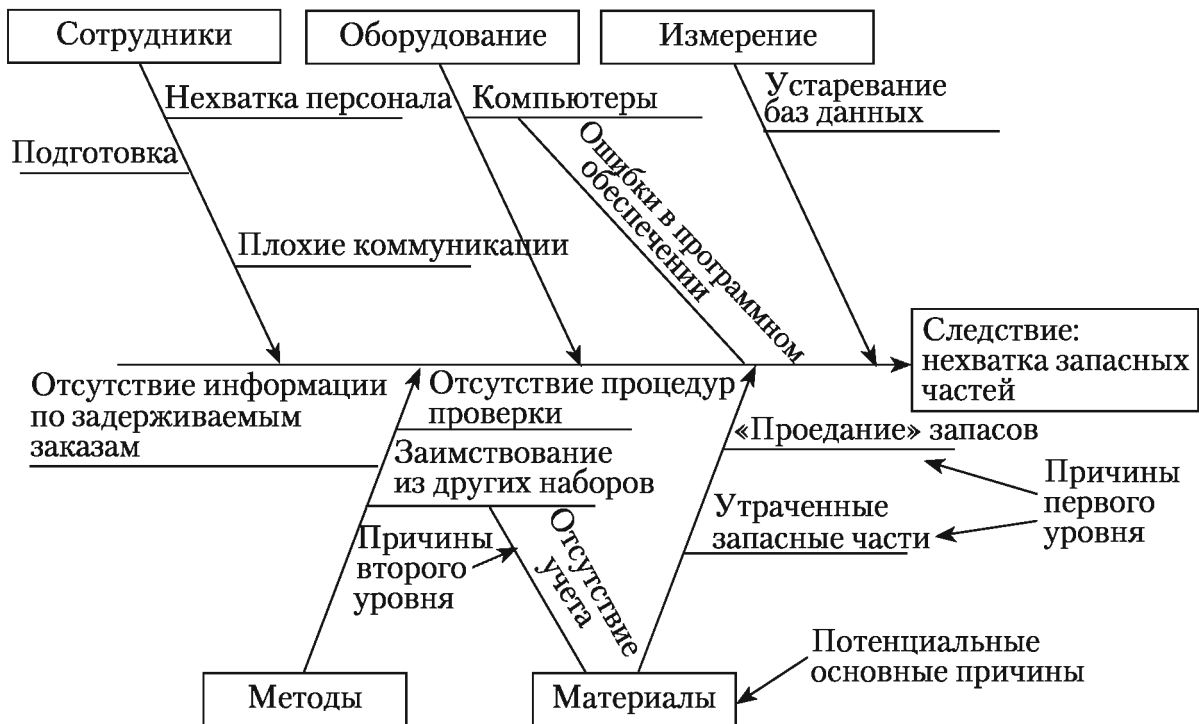 Сотрудники
Оборудование
Измерение
Нехватка персонала
Подготовка
Плохие коммуникации
Компьютеры
Ошибки в программном
обеспечении
Устаревание
баз данных
Следствие:
нехватка запасных
частей
Отсутствие информации
по задерживаемым
заказам
Отсутствие процедур
проверки
Заимствование
из других наборов
Причины
второго
уровня
Отсутствие
учета
«Проедание» запасов
Утраченные
запасные части
Причины
первого
уровня
Потенциальные
основные причины
Методы
Материалы